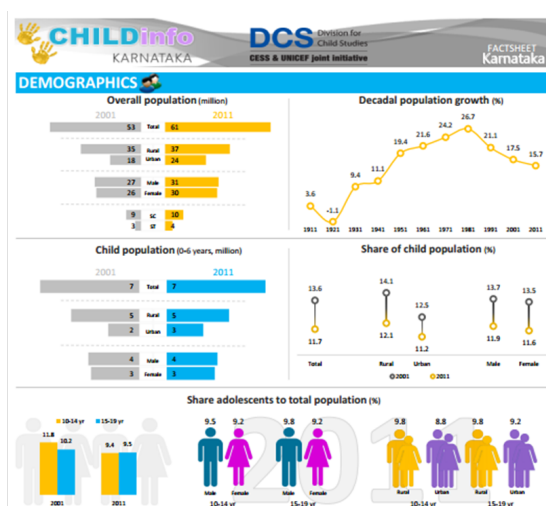 CHILDinfo
KARNATAKA
DCS Division for Child Studies
CESS & UNICEF joint initiative
FACTSHEET
Karnataka
DEMOGRAPHICS
Overall population (million)
2001 2011
53 Total 61
35 Rural 37
18 Urban 24
27 Male 31
26 Female 30
9 SC 10
3 ST 4
Decadal population growth (%)
3.6 -1.1 9.4 11.1 19.4 21.6 24.2 26.7 21.1 17.5 15.7
1911 1921 1931 1941 1951 1961 1971 1981 1991 2001 2011
Child population (0-6 years, million)
2001 2011
7 Total 7
5 Rural 5
2 Urban 3
4 Male 4
3 Female 3
Share of child population (%)
13.6 14.1 12.5 13.7 13.5
11.7 12.1 11.2 11.9 11.6
Total Rural Urban Male Female
2001 2011
Share adolescents to total population (%)
2011
10-14 yr 15-19 yr
11.8 10.2 9.4 9.5
2001 2011
9.5 9.2 9.8 9.2
Male Female Male Female
10-14 yr 15-19 yr
9.8 8.8 9.8 9.2
Rural Urban Rural Urban
10-14 yr 15-19 yr